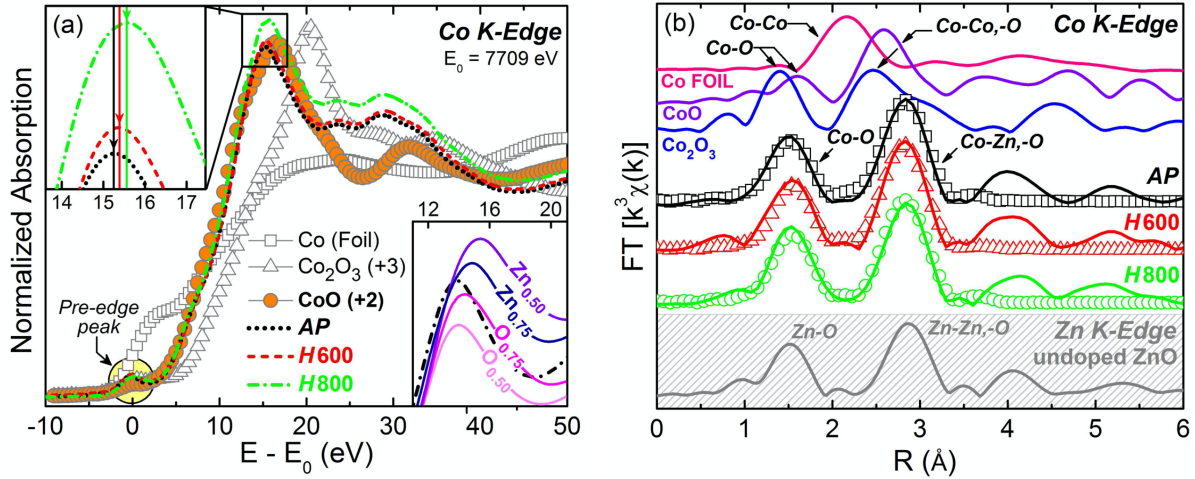 (a)
Co K-Edge
E₀ = 7709 eV
14 15 16 17
Normalized Absorption
Pre-edge
peak
Co (Foil)
Co₂O₃ (+3)
CoO (+2)
AP
H600
H800
12 15 18 21
Zn₀.₅₀
Zn₀.₇₅
O₀.₇₅
O₀.₅₀
-10 0 10 20 30 40 50
E - E₀ (eV)
(b)
Co K-Edge
Co-Co
Co-Co,-O
Co-O
Co FOIL
CoO
Co₂O₃
Co-O
Co-Zn,-O
AP
H600
H800
FT [k³χ(k)]
Zn-O
Zn-Zn,-O
Zn K-Edge
undoped ZnO
0 1 2 3 4 5 6
R (Å)